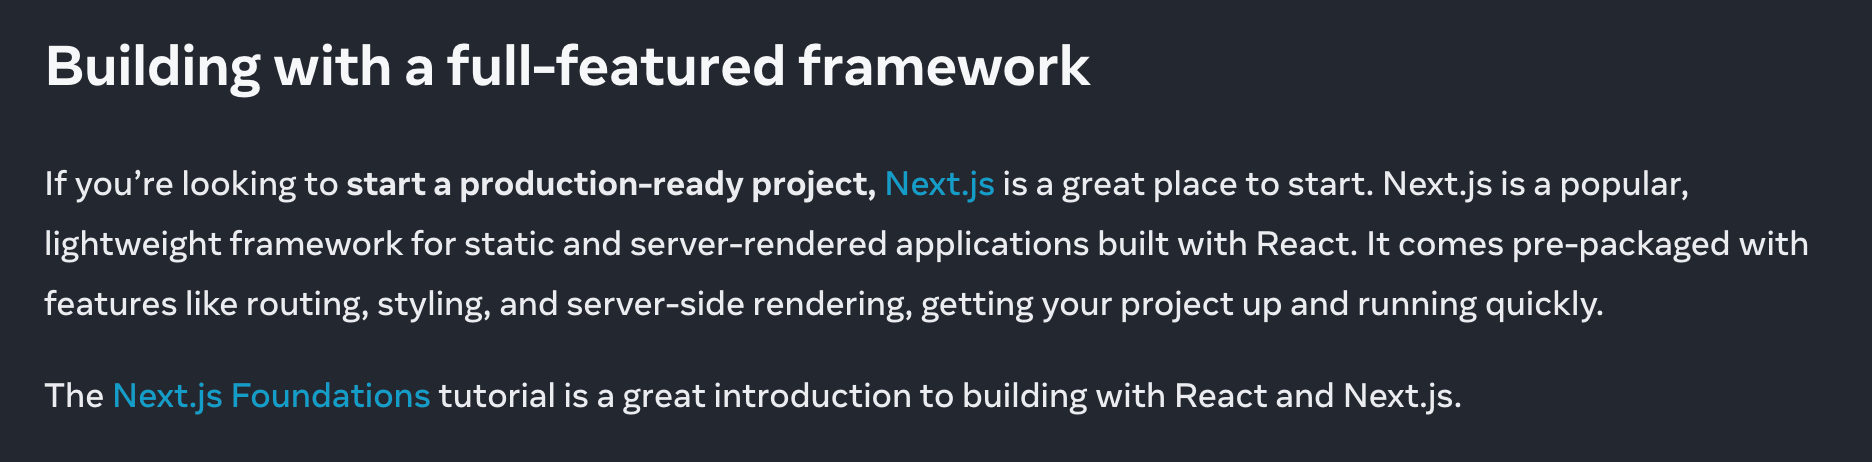 Building with a full-featured framework
If you’re looking to start a production-ready project, Next.js is a great place to start. Next.js is a popular,
lightweight framework for static and server-rendered applications built with React. It comes pre-packaged with
features like routing, styling, and server-side rendering, getting your project up and running quickly.
The Next.js Foundations tutorial is a great introduction to building with React and Next.js.